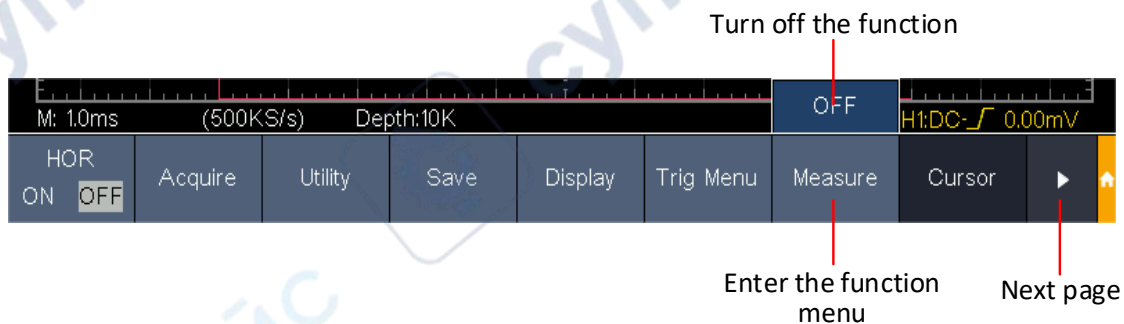 Turn off the function
OFF
M: 1.0ms (500KS/s) Depth:10K H1:DC- 0.00mV
HOR
ON OFF Acquire Utility Save Display Trig Menu Measure Cursor
Enter the function
menu
Next page